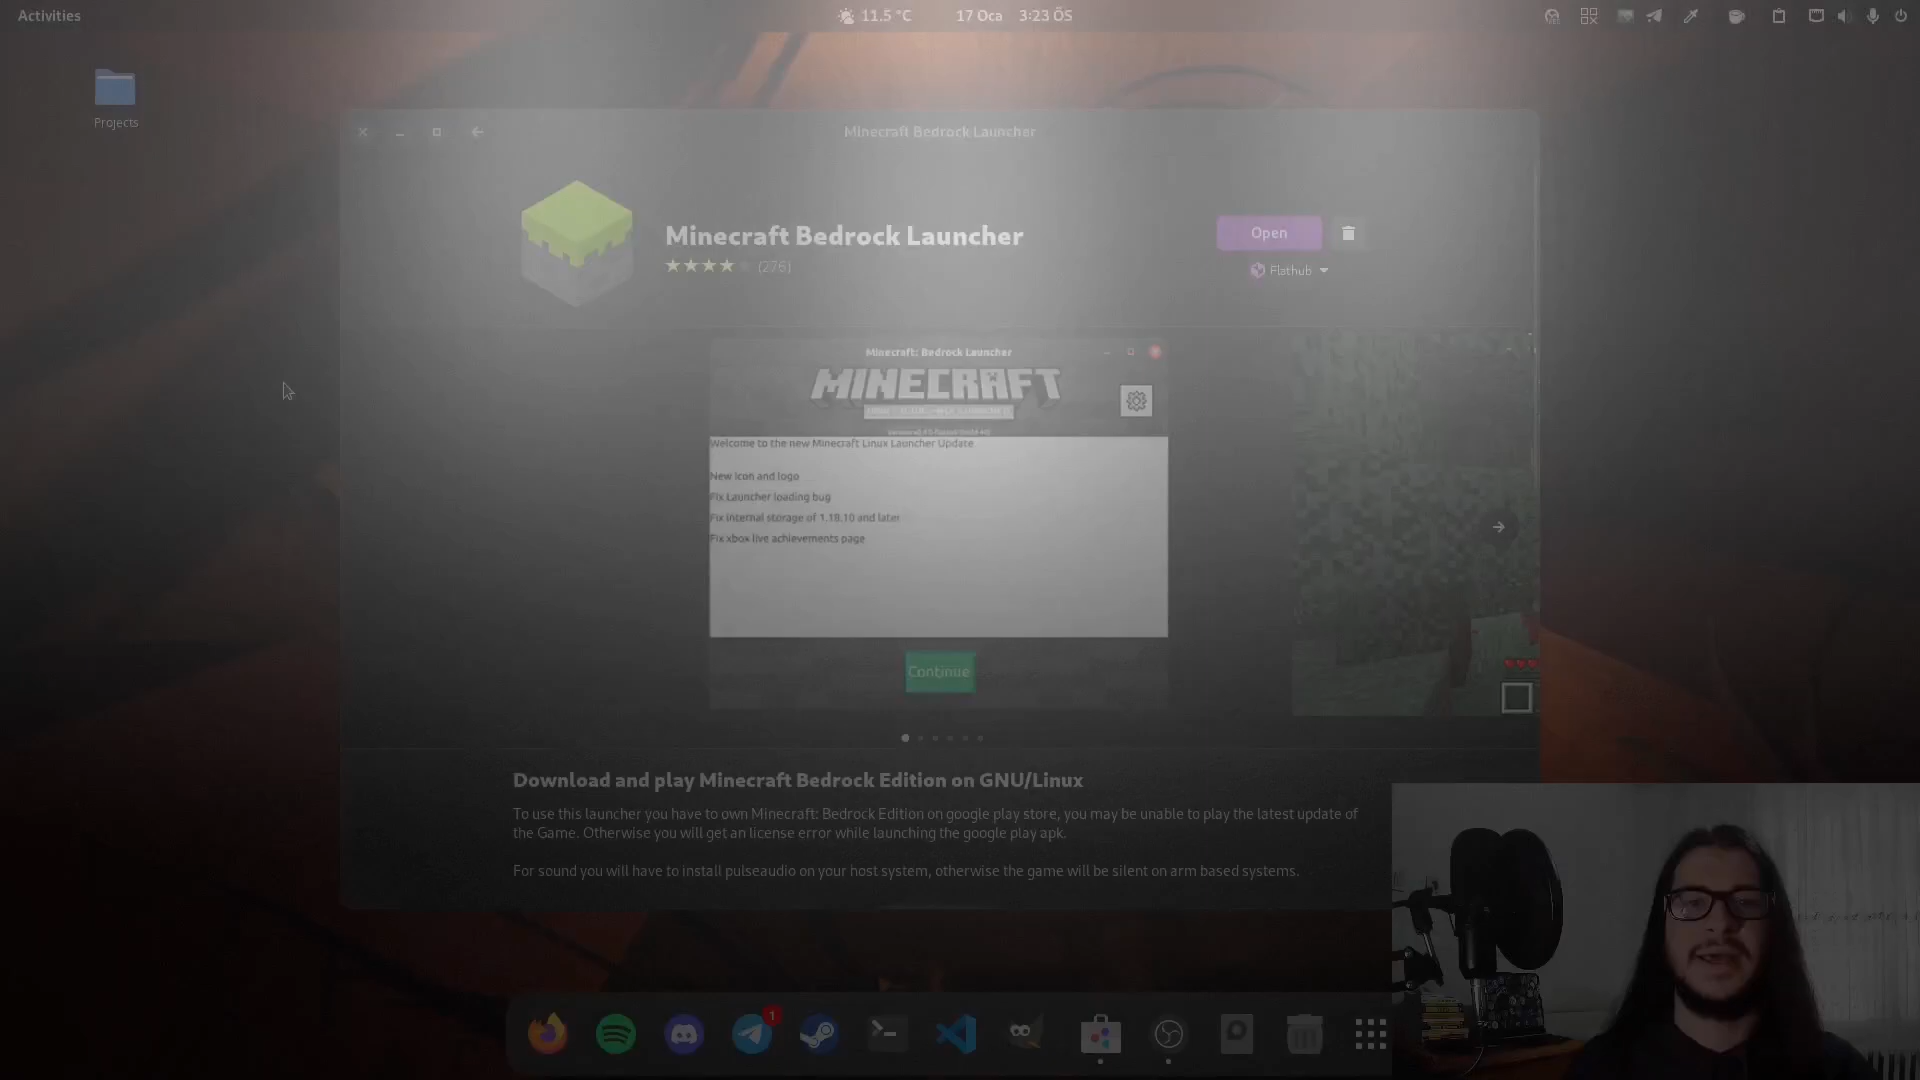 Activities
11.5 °C 17 Oca 3:23 ÖS
Projects
Minecraft Bedrock Launcher
Minecraft Bedrock Launcher
(276)
Open
Flathub
Minecraft: Bedrock Launcher
MINECRAFT
Welcome to the new Minecraft Linux Launcher Update
New icon and logo
Fix Launcher loading bug
Fix internal storage of 1.18.10 and later
Fix xbox live achievements page
Continue
Download and play Minecraft Bedrock Edition on GNU/Linux
To use this launcher you have to own Minecraft: Bedrock Edition on google play store, you may be unable to play the latest update of
the Game. Otherwise you will get an license error while launching the google play apk.
For sound you will have to install pulseaudio on your host system, otherwise the game will be silent on arm based systems.
1